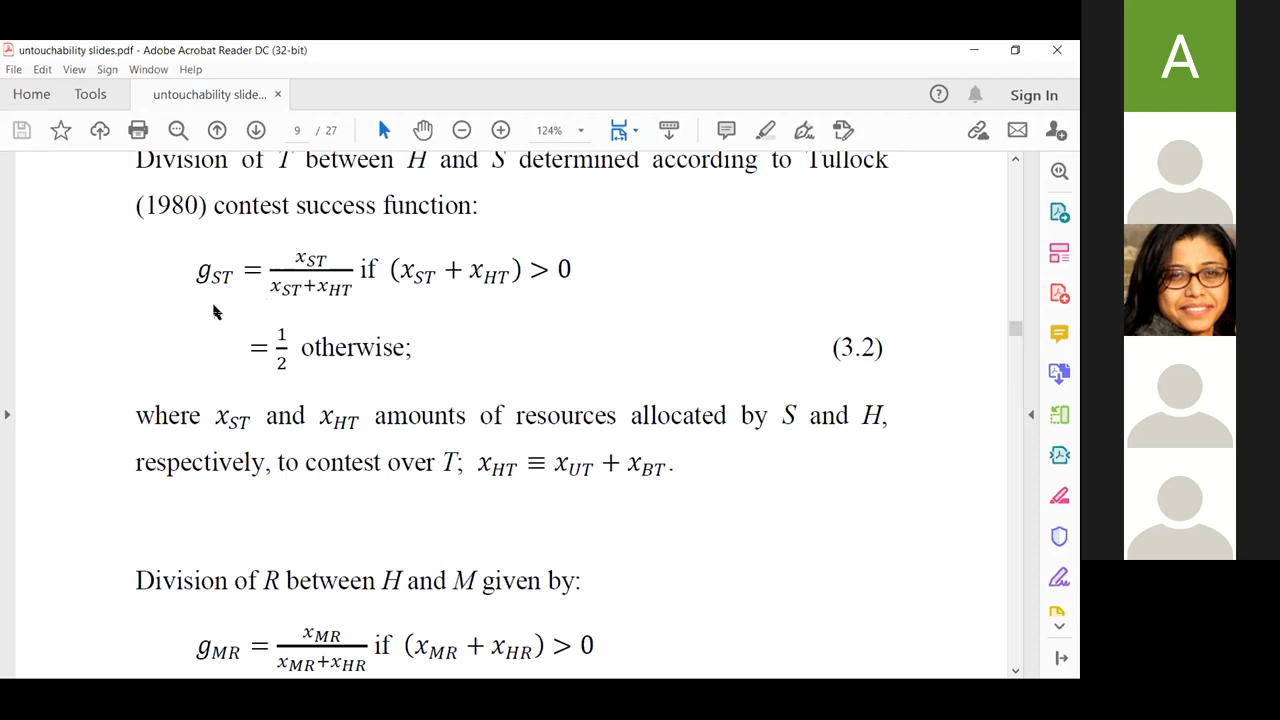 untouchability slides.pdf - Adobe Acrobat Reader DC (32-bit)
File Edit View Sign Window Help
Home Tools untouchability slide... × Sign In
9 / 27 124%
Division of T between H and S determined according to Tullock
(1980) contest success function:
g_ST = x_ST / (x_ST+x_HT) if (x_ST + x_HT) > 0
= 1/2 otherwise; (3.2)
where x_ST and x_HT amounts of resources allocated by S and H,
respectively, to contest over T; x_HT ≡ x_UT + x_BT.
Division of R between H and M given by:
g_MR = x_MR / (x_MR+x_HR) if (x_MR + x_HR) > 0
A